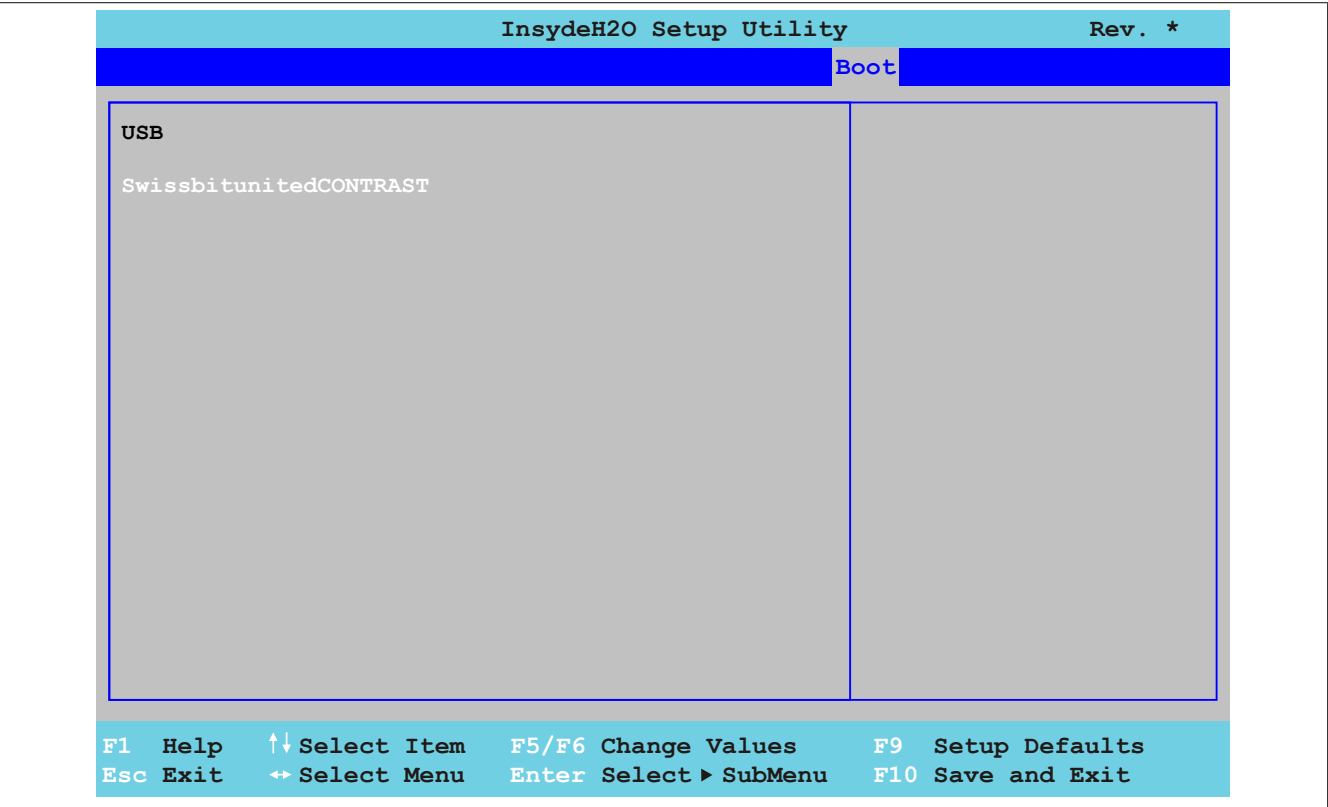 InsydeH2O Setup Utility Rev. *
Boot
USB
SwissbitunitedCONTRAST
F1 Help ↑↓ Select Item F5/F6 Change Values F9 Setup Defaults
Esc Exit ↔ Select Menu Enter Select ▶ SubMenu F10 Save and Exit